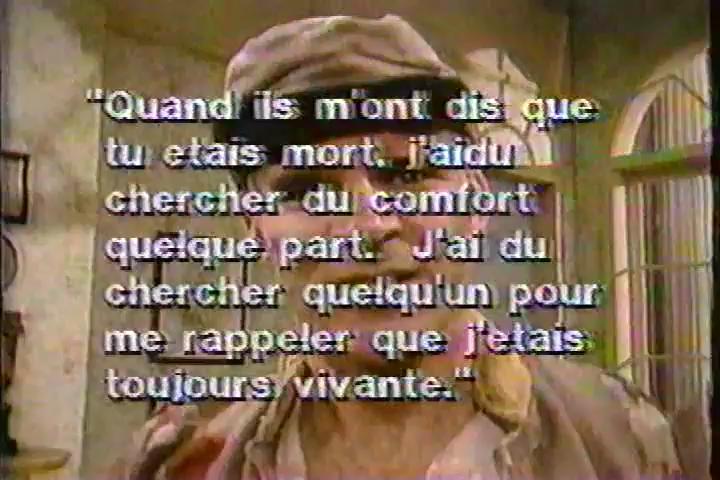 "Quand ils m'ont dis que
tu etais mort. j'aidu
chercher du comfort
quelque part. J'ai du
chercher quelqu'un pour
me rappeler que j'etais
toujours vivante."